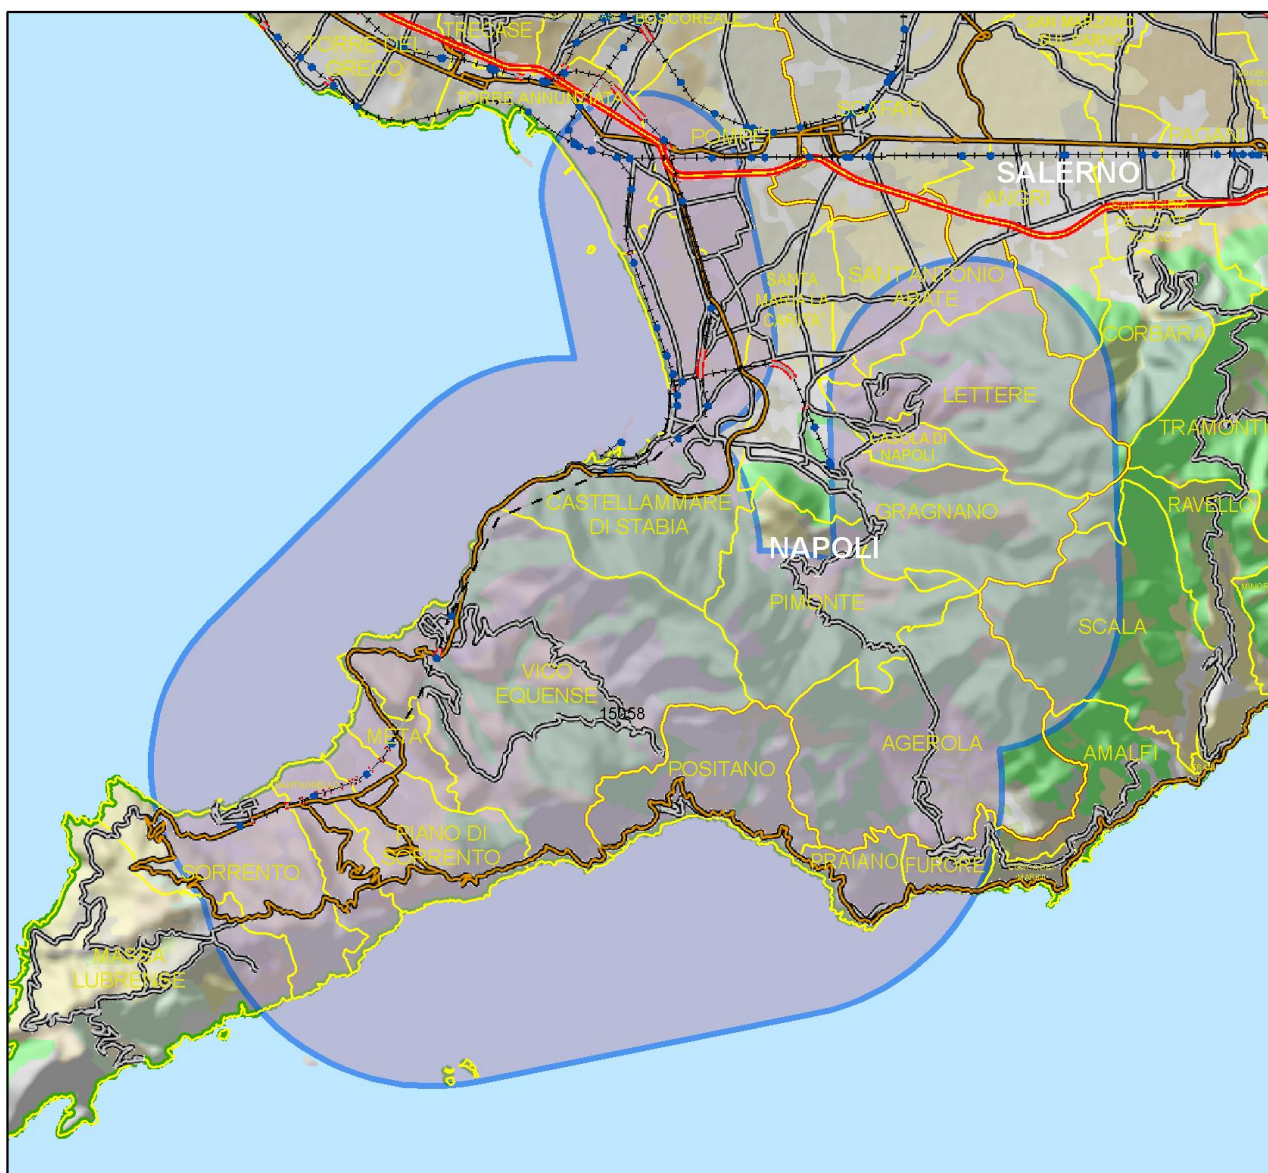 BOSCOREALE
TRECASE
SAN MARZANO
SUL SARNO
TORRE DEL
GRECO
TORRE ANNUNZIATA
SCAFATI
POMPEI
PAGANI
SALERNO
ANGRI
SANT'ANTONIO
ABATE
SANTA
MARIA LA
CARITA'
CORBARA
LETTERE
TRAMONTI
CASOLA DI
NAPOLI
CASTELLAMMARE
DI STABIA
GRAGNANO
RAVELLO
NAPOLI
PIMONTE
SCALA
VICO
EQUENSE
15058
META
AGEROLA
AMALFI
POSITANO
PIANO DI
SORRENTO
PRAIANO
FURORE
SORRENTO
MASSA
LUBRENSE